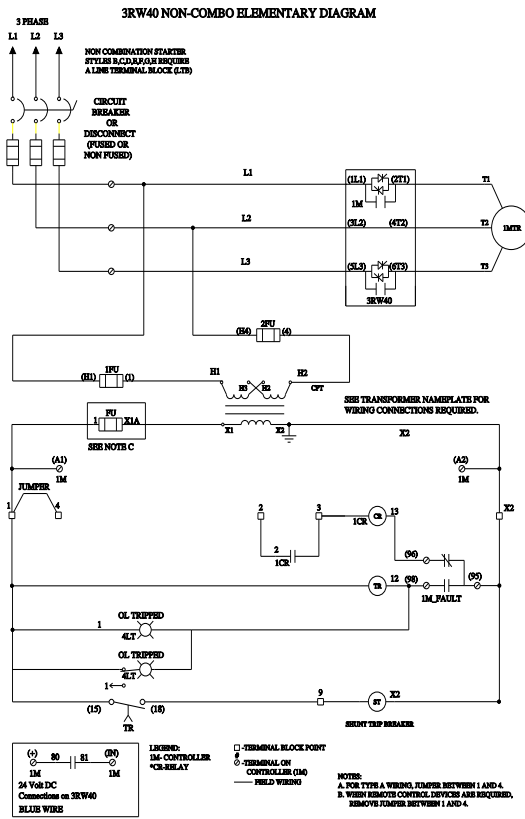 3RW40 NON-COMBO ELEMENTARY DIAGRAM
3 PHASE
L1 L2 L3
NON COMBINATION STARTER
STYLES B,C,D,E,F,G,H REQUIRE
A LINE TERMINAL BLOCK (LTB)
CIRCUIT
BREAKER
OR
DISCONNECT
(FUSED OR
NON FUSED)
L1 (1L1) (2T1) T1
1M
L2 (3L2) (4T2) T2 1MTR
L3 (5L3) (6T3) T3
3RW40
2FU
(H4) (4)
1FU
(H1) (1)
H1 H3 H2 H2
CPT
SEE TRANSFORMER NAMEPLATE FOR
WIRING CONNECTIONS REQUIRED.
FU
1 X1A
X1 X2 X2
SEE NOTE C
(A1) (A2)
1M 1M
JUMPER
1 4 2 3 1CR CR 13 X2
2
1CR
(96)
TR 12 (98) (95)
1M_FAULT
OL TRIPPED
1 4LT
OL TRIPPED
4LT
1
(15) (18) 9 ST X2
TR
SHUNT TRIP BREAKER
(+) 80 81 (IN)
1M 1M
24 Volt DC
Connections on 3RW40
BLUE WIRE
LEGEND:
1M- CONTROLLER
*CR-RELAY
-TERMINAL BLOCK POINT
#
-TERMINAL ON
CONTROLLER (1M)
FIELD WIRING
NOTES:
A. FOR TYPE A WIRING, JUMPER BETWEEN 1 AND 4.
B. WHEN REMOTE CONTROL DEVICES ARE REQUIRED,
REMOVE JUMPER BETWEEN 1 AND 4.